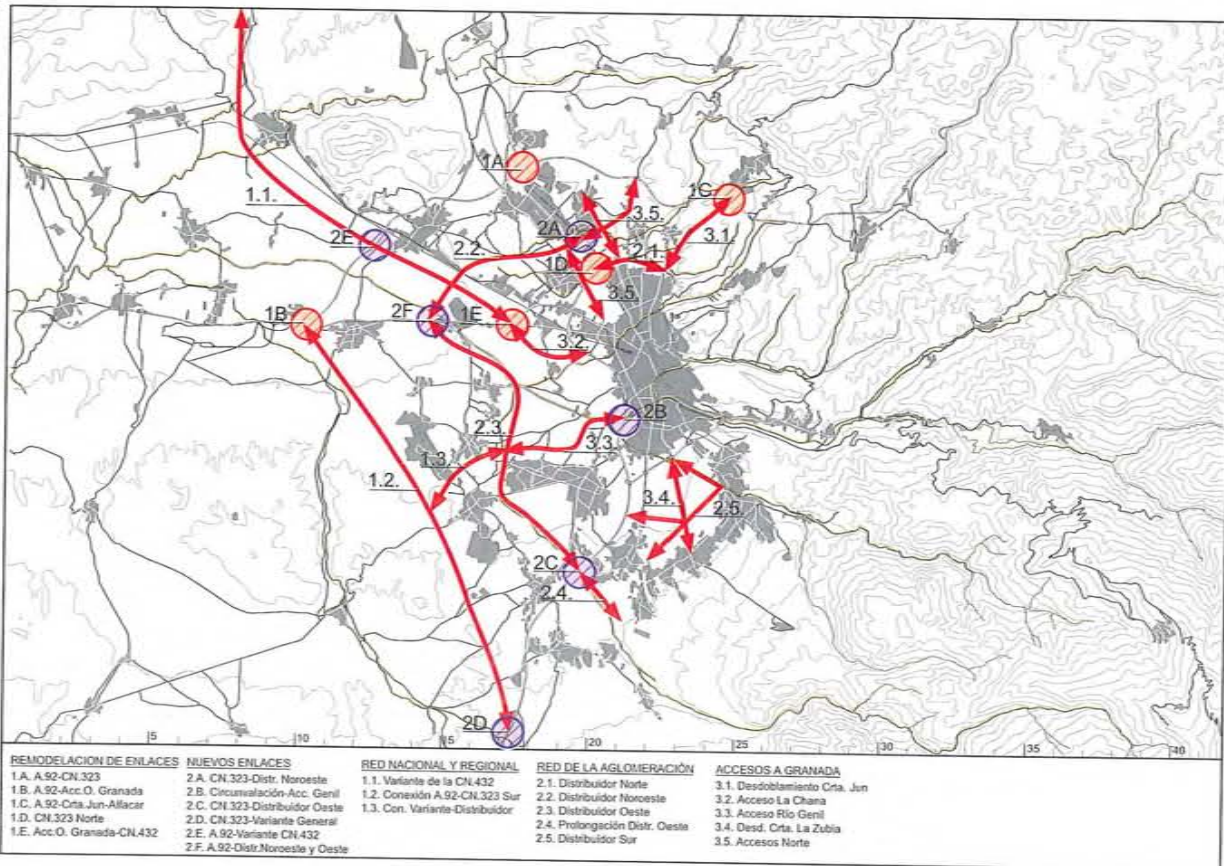 1A.
1C
1.1.
3.5.
2A
3.1.
2E
2.2.
2.1.
1D
3.5.
1B
2F
1E
3.2.
2B
2.3.
3.3.
1.3.
1.2.
3.4.
2.5.
2C
2.4.
2D
5 10 15 20 25 30 35 40
REMODELACION DE ENLACES
1.A. A.92-CN.323
1.B. A.92-Acc.O. Granada
1.C. A.92-Crta.Jun-Alfacar
1.D. CN.323 Norte
1.E. Acc.O. Granada-CN.432
NUEVOS ENLACES
2.A. CN.323-Distr. Noroeste
2.B. Circunvalación-Acc. Genil
2.C. CN.323-Distribuidor Oeste
2.D. CN.323-Variante General
2.E. A.92-Variante CN.432
2.F. A.92-Distr.Noroeste y Oeste
RED NACIONAL Y REGIONAL
1.1. Variante de la CN.432
1.2. Conexión A.92-CN.323 Sur
1.3. Con. Variante-Distribuidor
RED DE LA AGLOMERACIÓN
2.1. Distribuidor Norte
2.2. Distribuidor Noroeste
2.3. Distribuidor Oeste
2.4. Prolongación Distr. Oeste
2.5. Distribuidor Sur
ACCESOS A GRANADA
3.1. Desdoblamiento Crta. Jun
3.2. Acceso La Chana
3.3. Acceso Río Genil
3.4. Desd. Crta. La Zubia
3.5. Accesos Norte